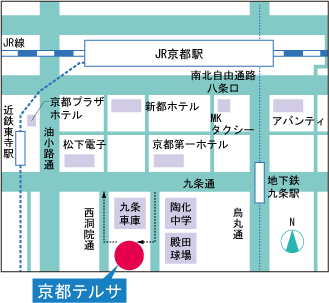 JR線
JR京都駅
南北自由通路
八条口
京都プラザ
ホテル
新都ホテル
MK
タクシー
アバンティ
近鉄東寺駅
油小路通
松下電子
京都第一ホテル
九条通
地下鉄
九条駅
西洞院通
九条
車庫
陶化
中学
殿田
球場
烏丸通
N
京都テルサ